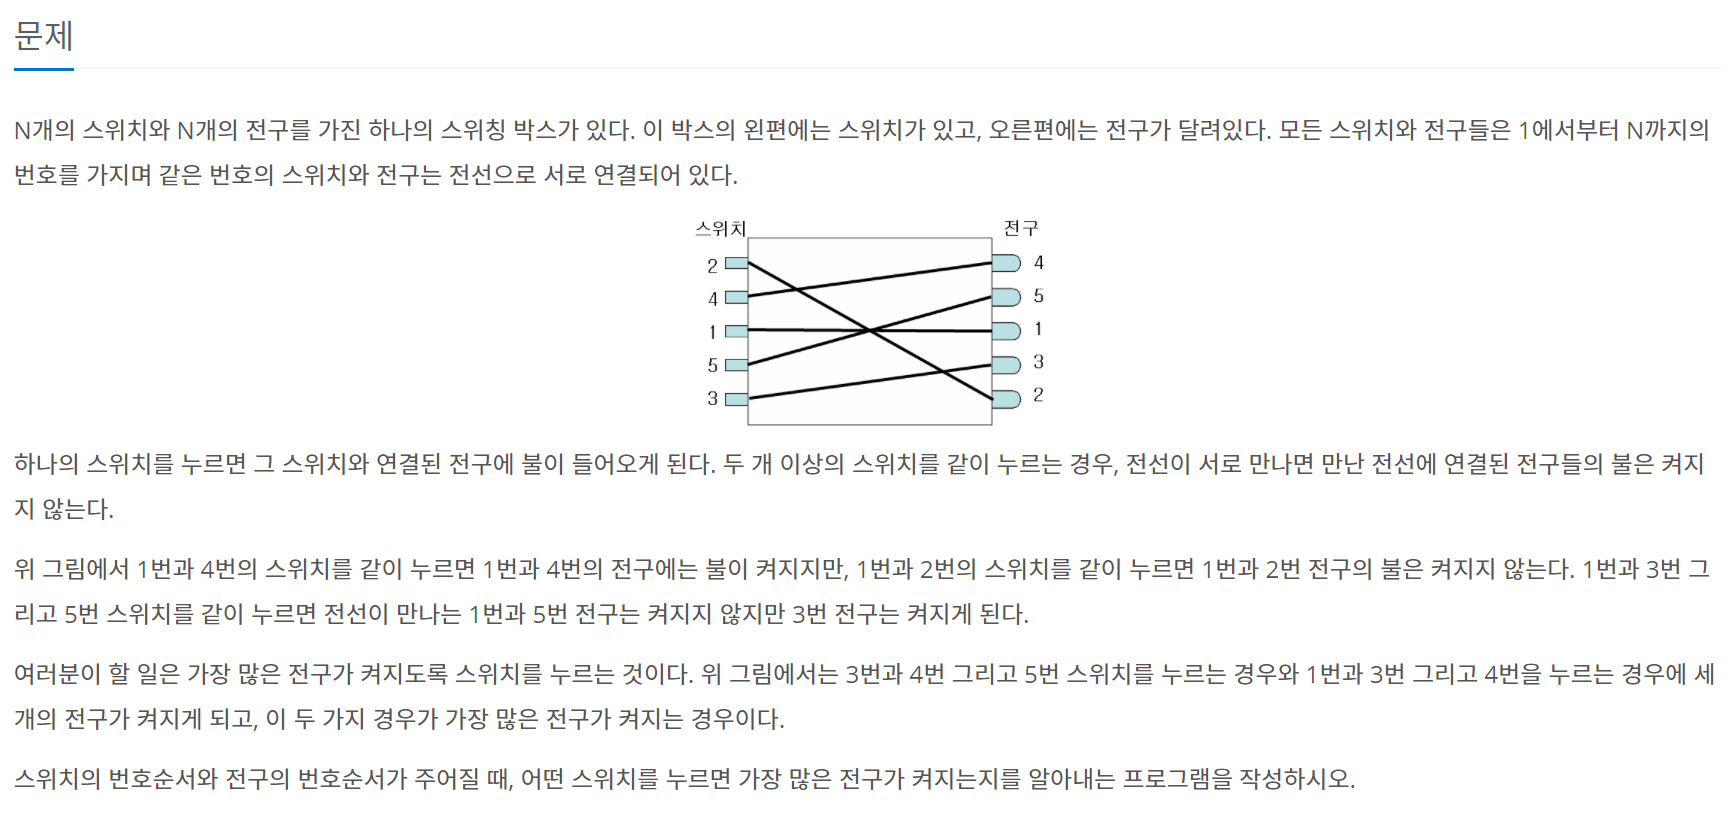 문제
N개의 스위치와 N개의 전구를 가진 하나의 스위칭 박스가 있다. 이 박스의 왼편에는 스위치가 있고, 오른편에는 전구가 달려있다. 모든 스위치와 전구들은 1에서부터 N까지의
번호를 가지며 같은 번호의 스위치와 전구는 전선으로 서로 연결되어 있다.
스위치 전구
2 4
4 5
1 1
5 3
3 2
하나의 스위치를 누르면 그 스위치와 연결된 전구에 불이 들어오게 된다. 두 개 이상의 스위치를 같이 누르는 경우, 전선이 서로 만나면 만난 전선에 연결된 전구들의 불은 켜지
지 않는다.
위 그림에서 1번과 4번의 스위치를 같이 누르면 1번과 4번의 전구에는 불이 켜지지만, 1번과 2번의 스위치를 같이 누르면 1번과 2번 전구의 불은 켜지지 않는다. 1번과 3번 그
리고 5번 스위치를 같이 누르면 전선이 만나는 1번과 5번 전구는 켜지지 않지만 3번 전구는 켜지게 된다.
여러분이 할 일은 가장 많은 전구가 켜지도록 스위치를 누르는 것이다. 위 그림에서는 3번과 4번 그리고 5번 스위치를 누르는 경우와 1번과 3번 그리고 4번을 누르는 경우에 세
개의 전구가 켜지게 되고, 이 두 가지 경우가 가장 많은 전구가 켜지는 경우이다.
스위치의 번호순서와 전구의 번호순서가 주어질 때, 어떤 스위치를 누르면 가장 많은 전구가 켜지는지를 알아내는 프로그램을 작성하시오.